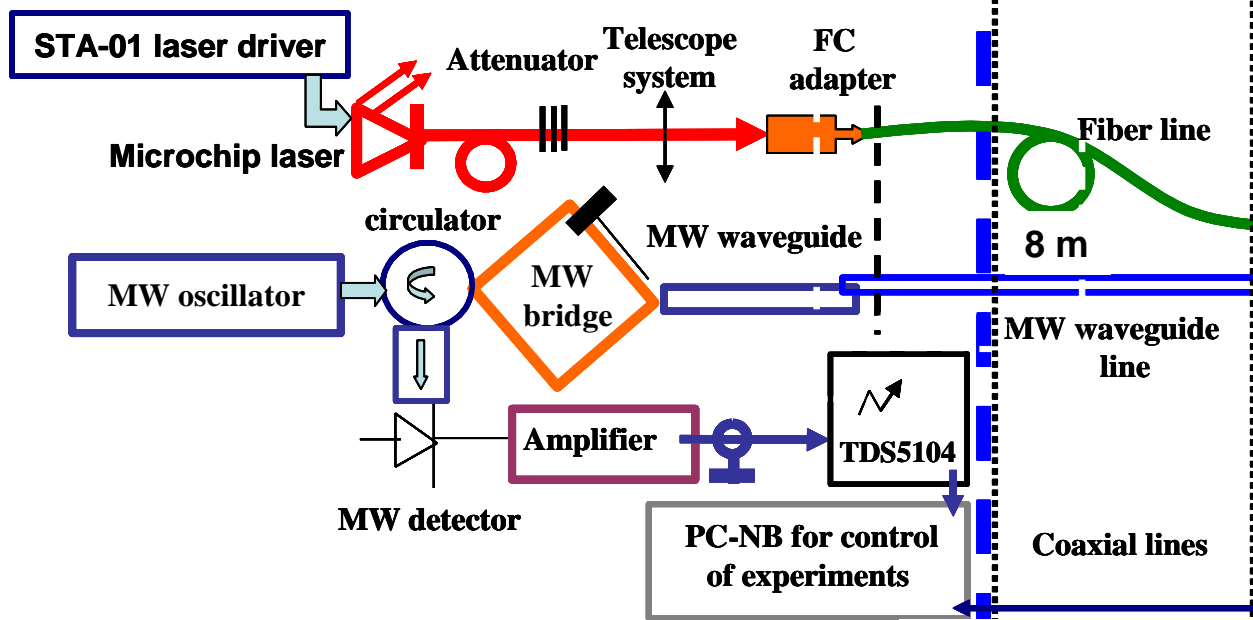 STA-01 laser driver
Attenuator
Telescope
system
FC
adapter
Microchip laser
Fiber line
circulator
MW waveguide
8 m
MW oscillator
MW
bridge
MW waveguide
line
Amplifier
TDS5104
MW detector
PC-NB for control
of experiments
Coaxial lines